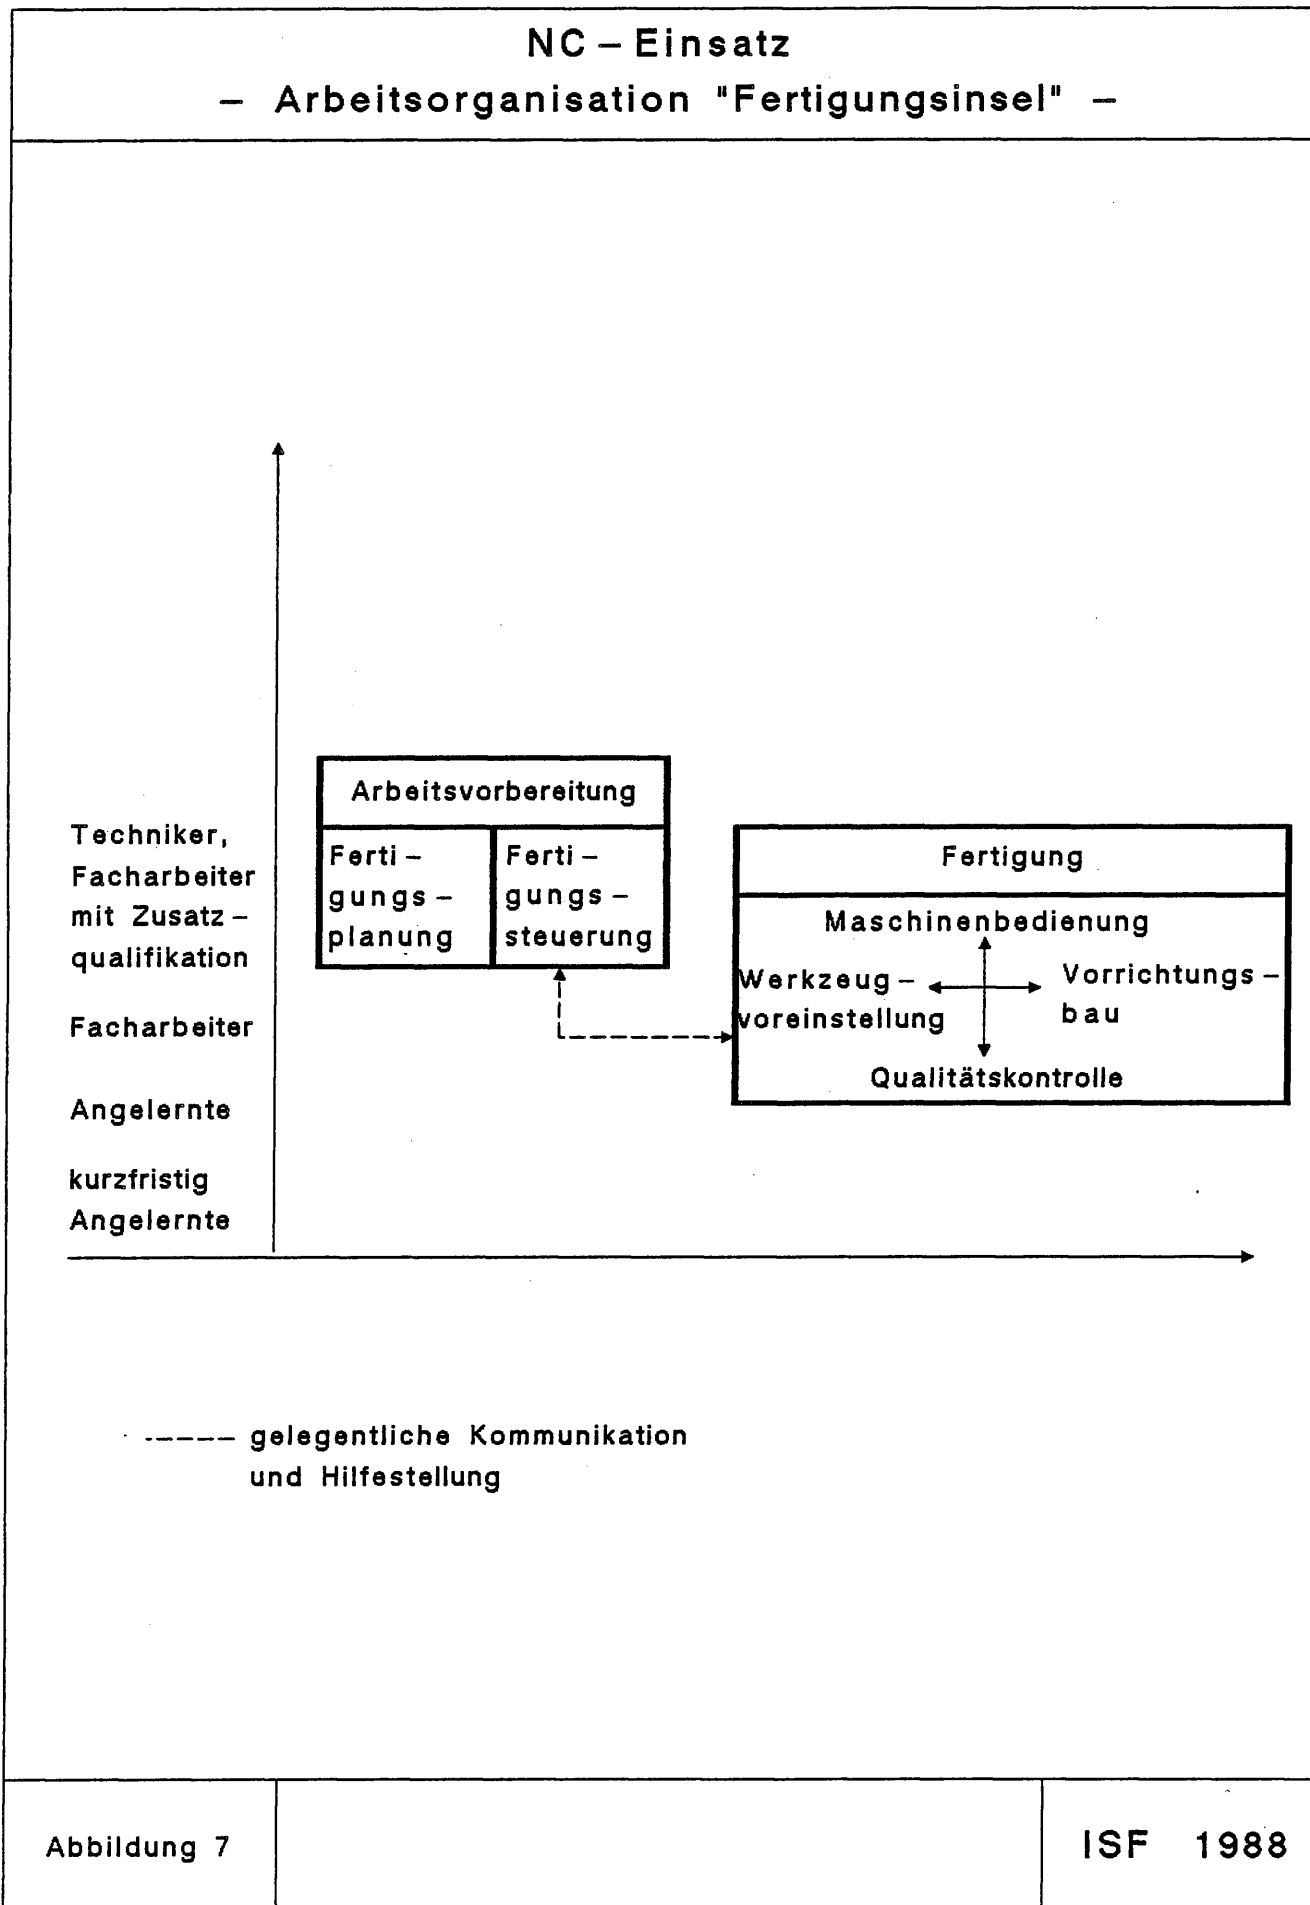 NC – Einsatz
– Arbeitsorganisation "Fertigungsinsel" –
Techniker,
Facharbeiter
mit Zusatz –
qualifikation
Facharbeiter
Angelernte
kurzfristig
Angelernte
Arbeitsvorbereitung
Ferti –
gungs –
planung
Ferti –
gungs –
steuerung
Fertigung
Maschinenbedienung
Werkzeug –
voreinstellung
Vorrichtungs –
bau
Qualitätskontrolle
----- gelegentliche Kommunikation
und Hilfestellung
Abbildung 7
ISF 1988